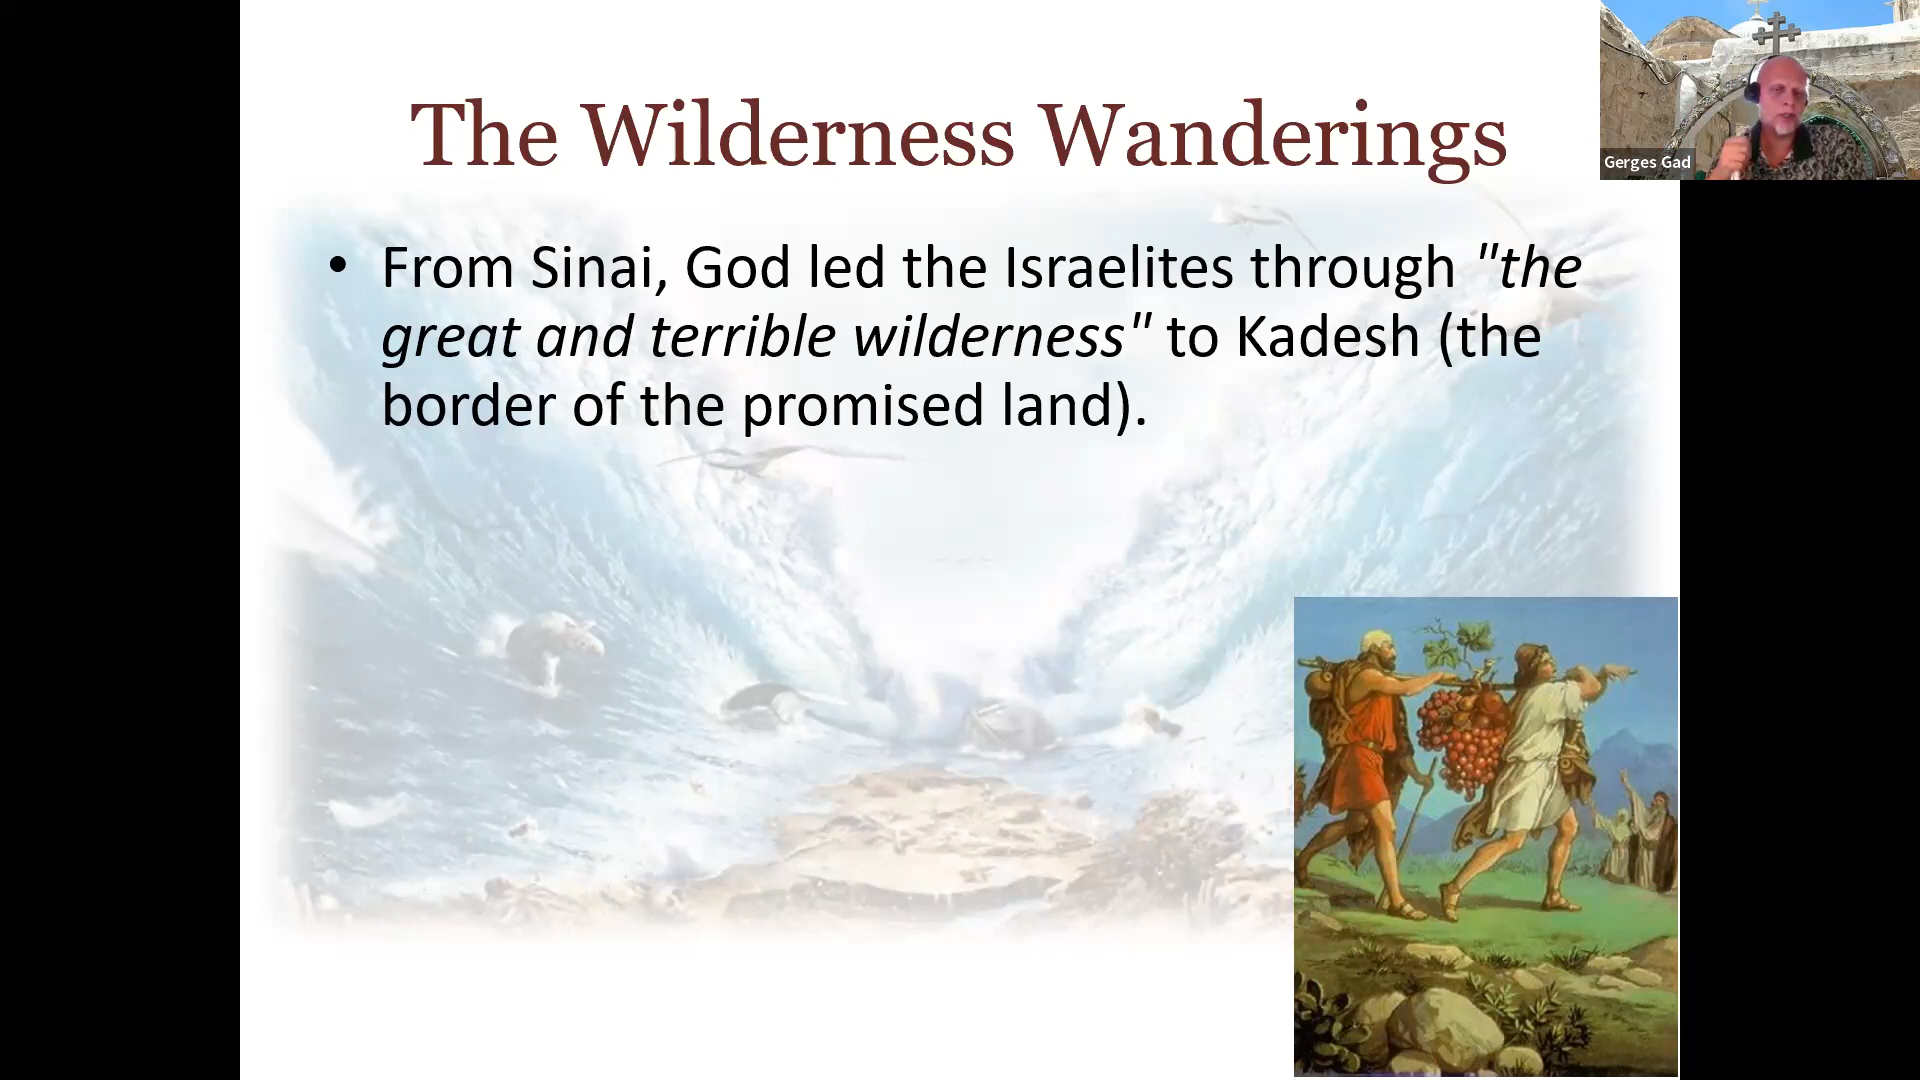 The Wilderness Wanderings
• From Sinai, God led the Israelites through "the
great and terrible wilderness" to Kadesh (the
border of the promised land).
Gerges Gad